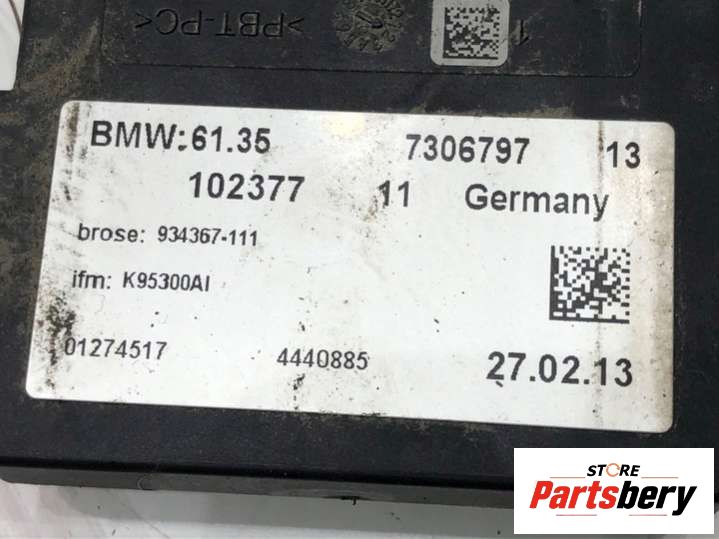 >PBT-PC<
1
BMW:61.35 7306797 13
102377 11 Germany
brose: 934367-111
ifm: K95300AI
01274517 4440885 27.02.13
STORE
Partsbery